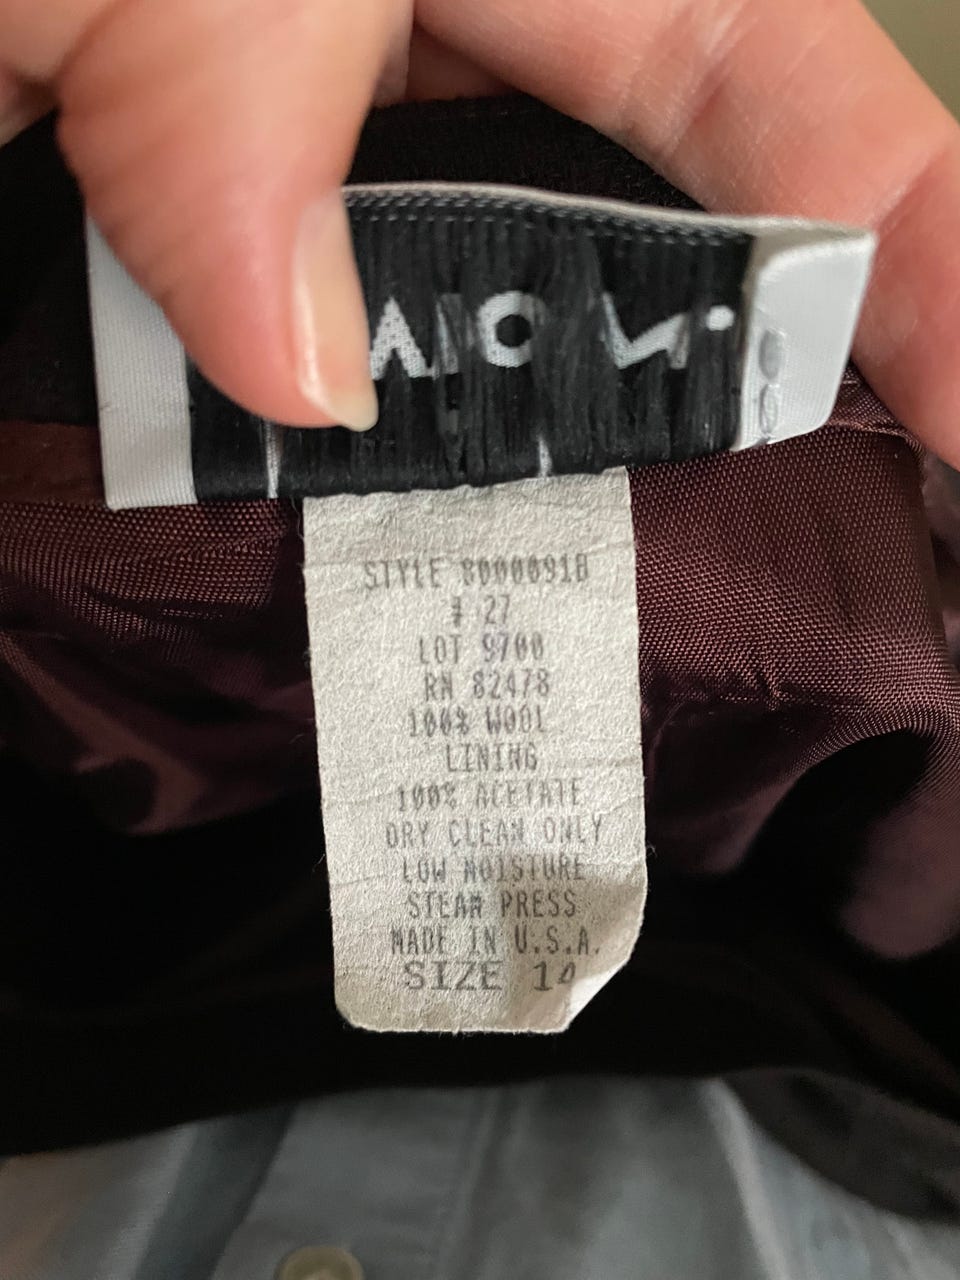 STYLE 8000091B
# 27
LOT 9700
RN 82478
100% WOOL
LINING
100% ACETATE
DRY CLEAN ONLY
LOW MOISTURE
STEAM PRESS
MADE IN U.S.A.
SIZE